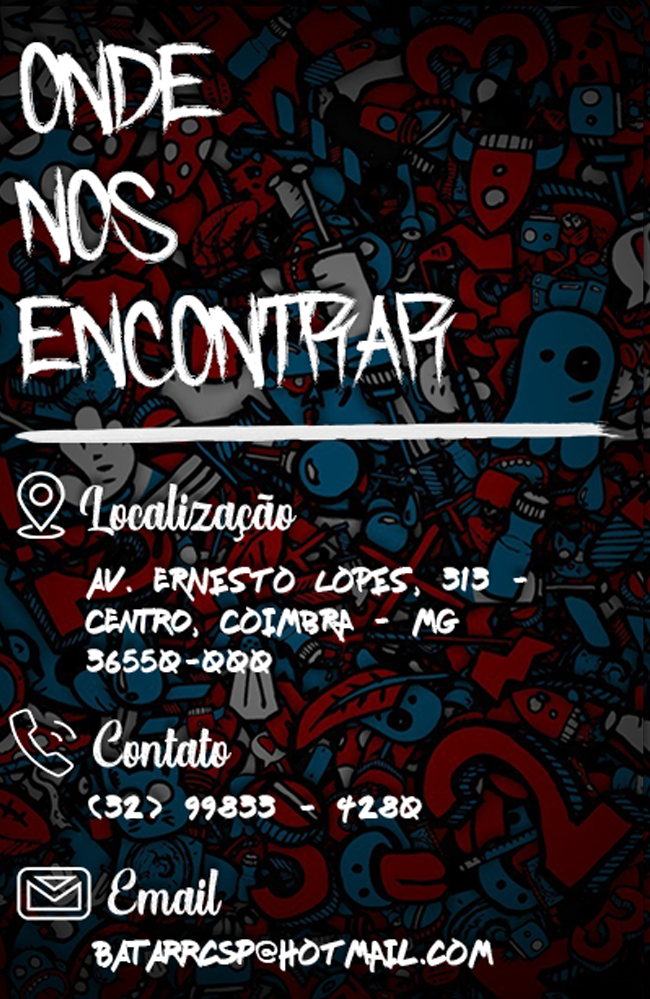 ONDE
NOS
ENCONTRAR
Localização
AV. ERNESTO LOPES, 313 -
CENTRO, COIMBRA - MG
36550-000
Contato
(32) 99833 - 4280
Email
BATARRCSP@HOTMAIL.COM